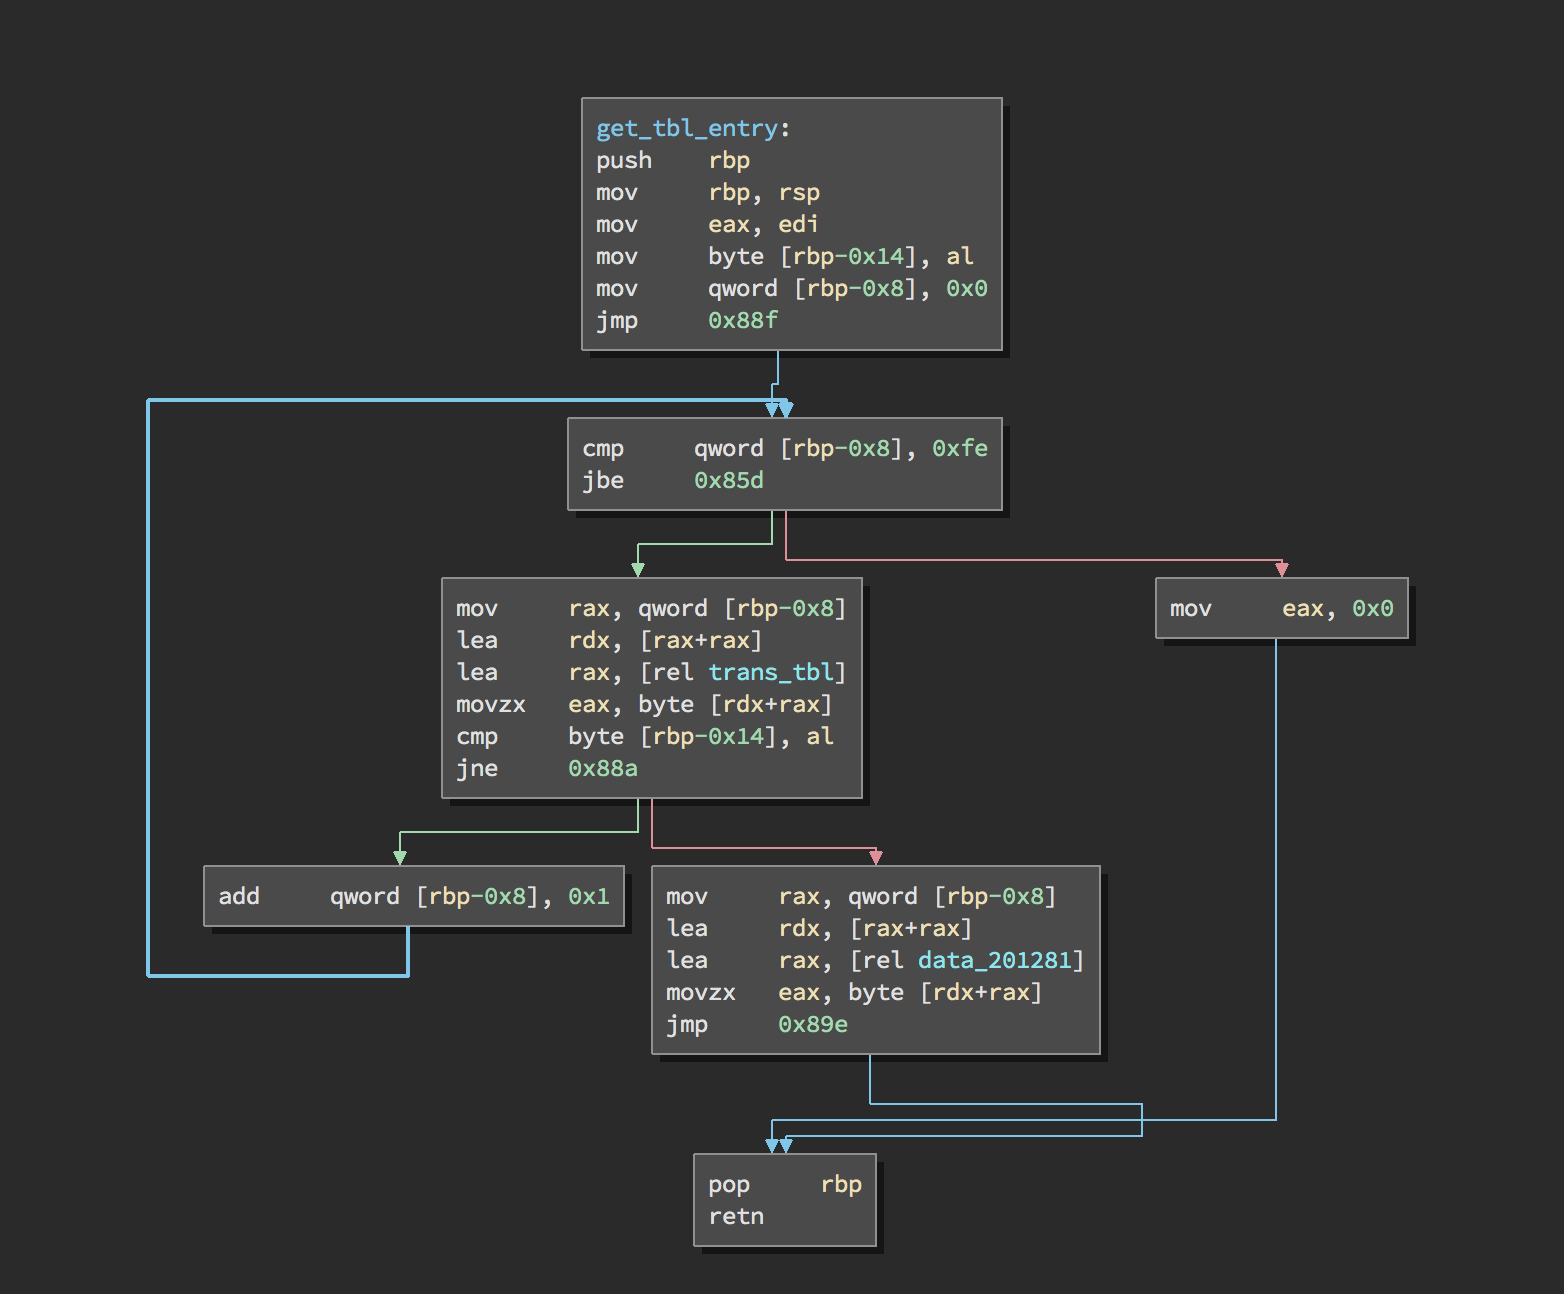 get_tbl_entry:
push rbp
mov rbp, rsp
mov eax, edi
mov byte [rbp-0x14], al
mov qword [rbp-0x8], 0x0
jmp 0x88f
cmp qword [rbp-0x8], 0xfe
jbe 0x85d
mov rax, qword [rbp-0x8]
lea rdx, [rax+rax]
lea rax, [rel trans_tbl]
movzx eax, byte [rdx+rax]
cmp byte [rbp-0x14], al
jne 0x88a
mov eax, 0x0
add qword [rbp-0x8], 0x1
mov rax, qword [rbp-0x8]
lea rdx, [rax+rax]
lea rax, [rel data_201281]
movzx eax, byte [rdx+rax]
jmp 0x89e
pop rbp
retn